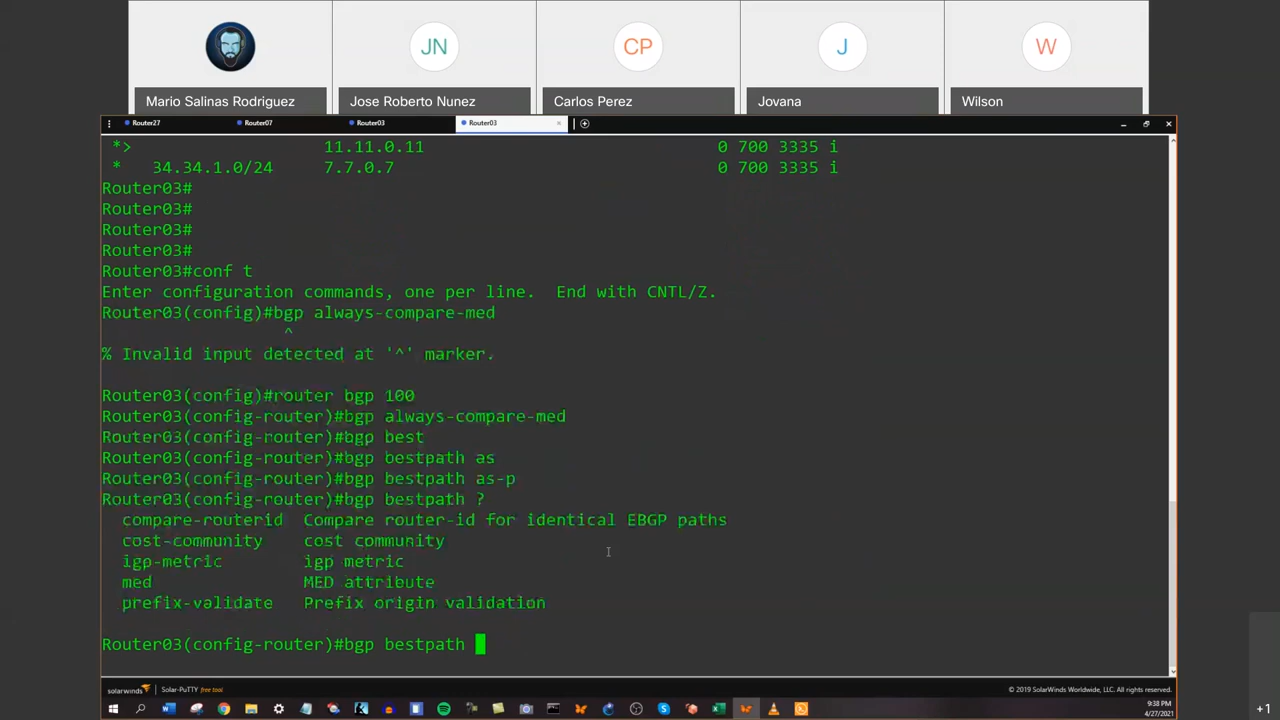 JN
CP
J
W
Mario Salinas Rodriguez
Jose Roberto Nunez
Carlos Perez
Jovana
Wilson
Router27
Router07
Router03
Router03
*> 11.11.0.11 0 700 3335 i
* 34.34.1.0/24 7.7.0.7 0 700 3335 i
Router03#
Router03#
Router03#
Router03#
Router03#conf t
Enter configuration commands, one per line. End with CNTL/Z.
Router03(config)#bgp always-compare-med
^
% Invalid input detected at '^' marker.
Router03(config)#router bgp 100
Router03(config-router)#bgp always-compare-med
Router03(config-router)#bgp best
Router03(config-router)#bgp bestpath as
Router03(config-router)#bgp bestpath as-p
Router03(config-router)#bgp bestpath ?
compare-routerid Compare router-id for identical EBGP paths
cost-community cost community
igp-metric igp metric
med MED attribute
prefix-validate Prefix origin validation
Router03(config-router)#bgp bestpath
solarwinds Solar-PuTTY free tool
© 2019 SolarWinds Worldwide, LLC. All rights reserved.
9:38 PM
4/27/2021
+1